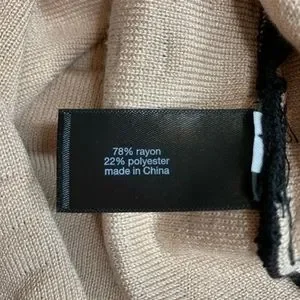 78% rayon
22% polyester
made in China